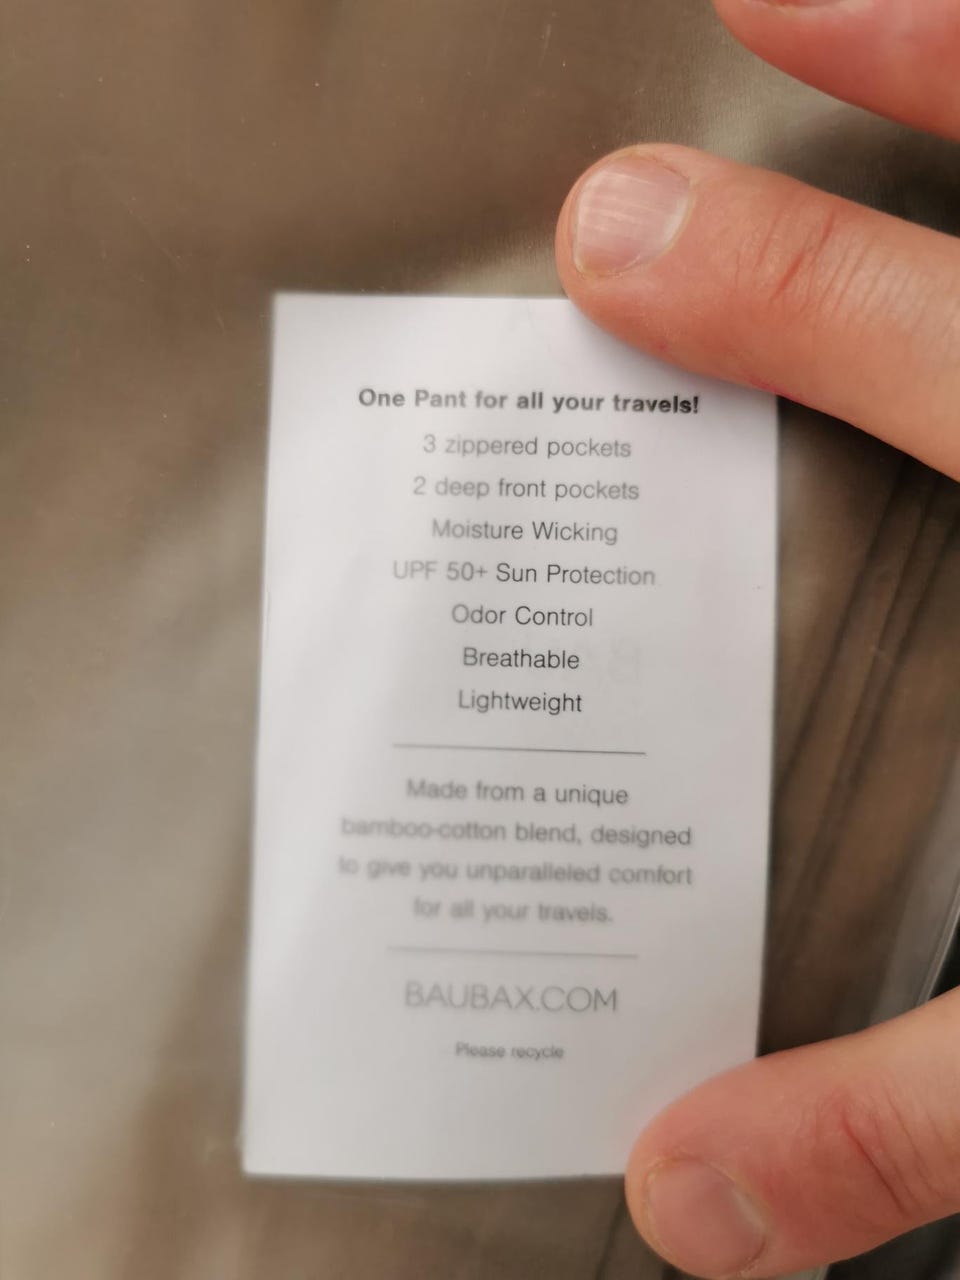 One Pant for all your travels!
3 zippered pockets
2 deep front pockets
Moisture Wicking
UPF 50+ Sun Protection
Odor Control
Breathable
Lightweight
Made from a unique
bamboo-cotton blend, designed
to give you unparalleled comfort
for all your travels.
BAUBAX.COM
Please recycle